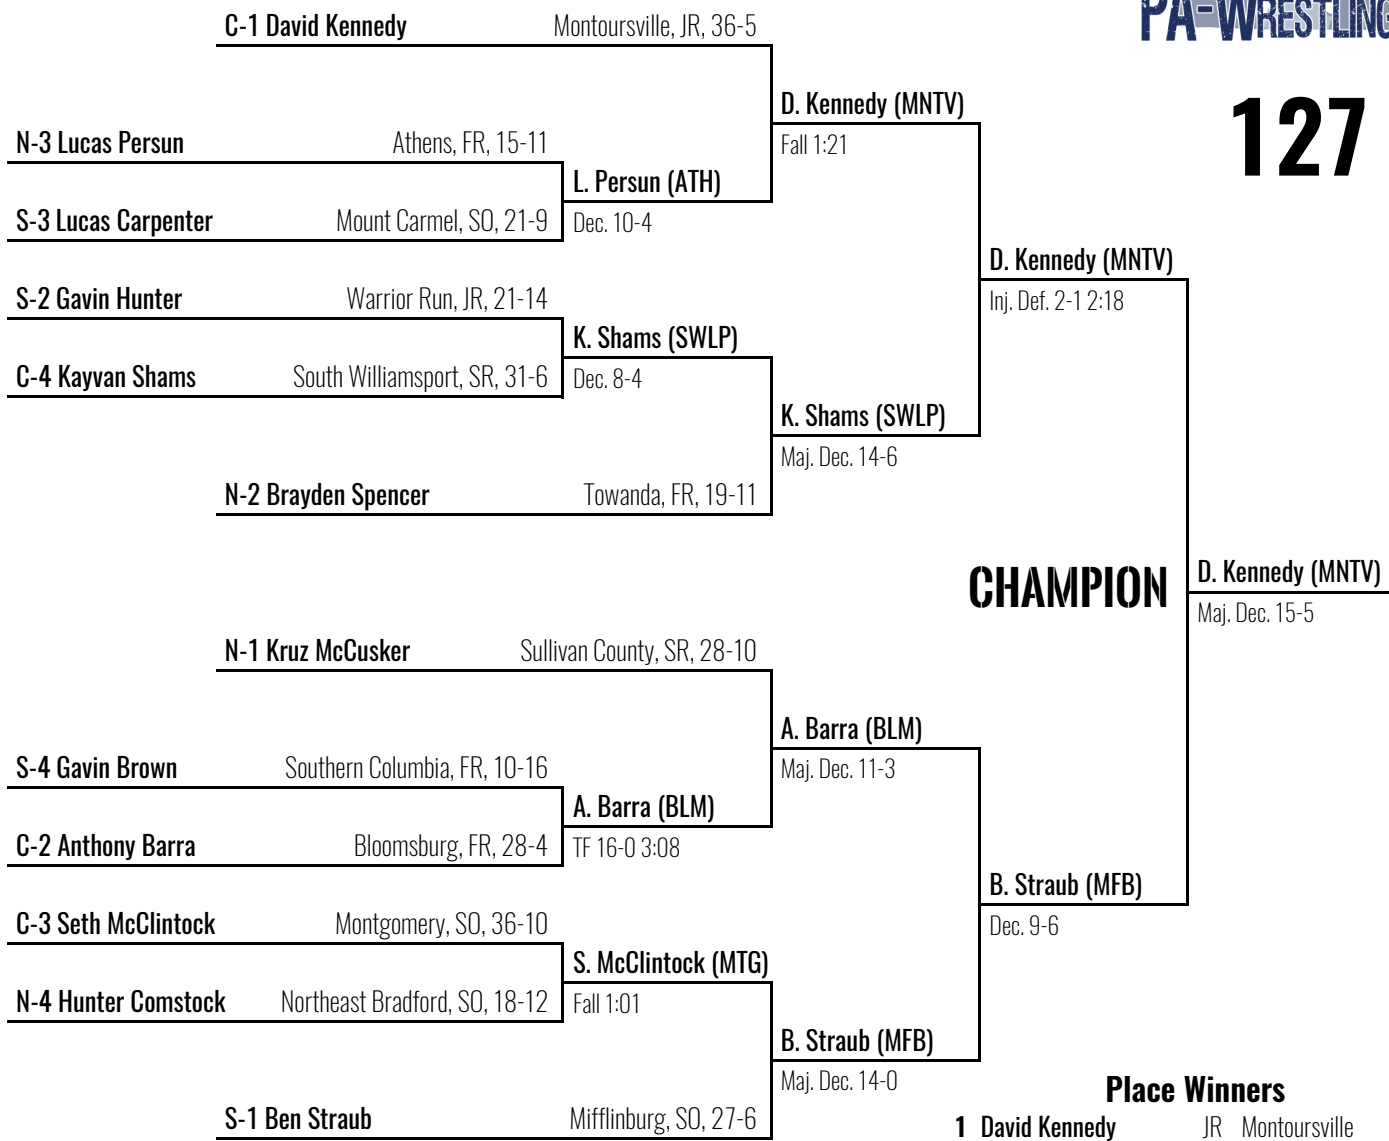 PA-WRESTLING
127
C-1 David Kennedy Montoursville, JR, 36-5
D. Kennedy (MNTV)
Fall 1:21
N-3 Lucas Persun Athens, FR, 15-11
L. Persun (ATH)
Dec. 10-4
S-3 Lucas Carpenter Mount Carmel, SO, 21-9
D. Kennedy (MNTV)
Inj. Def. 2-1 2:18
S-2 Gavin Hunter Warrior Run, JR, 21-14
K. Shams (SWLP)
Dec. 8-4
C-4 Kayvan Shams South Williamsport, SR, 31-6
K. Shams (SWLP)
Maj. Dec. 14-6
N-2 Brayden Spencer Towanda, FR, 19-11
CHAMPION
D. Kennedy (MNTV)
Maj. Dec. 15-5
N-1 Kruz McCusker Sullivan County, SR, 28-10
A. Barra (BLM)
Maj. Dec. 11-3
S-4 Gavin Brown Southern Columbia, FR, 10-16
A. Barra (BLM)
TF 16-0 3:08
C-2 Anthony Barra Bloomsburg, FR, 28-4
B. Straub (MFB)
Dec. 9-6
C-3 Seth McClintock Montgomery, SO, 36-10
S. McClintock (MTG)
Fall 1:01
N-4 Hunter Comstock Northeast Bradford, SO, 18-12
B. Straub (MFB)
Maj. Dec. 14-0
S-1 Ben Straub Mifflinburg, SO, 27-6
Place Winners
1 David Kennedy JR Montoursville